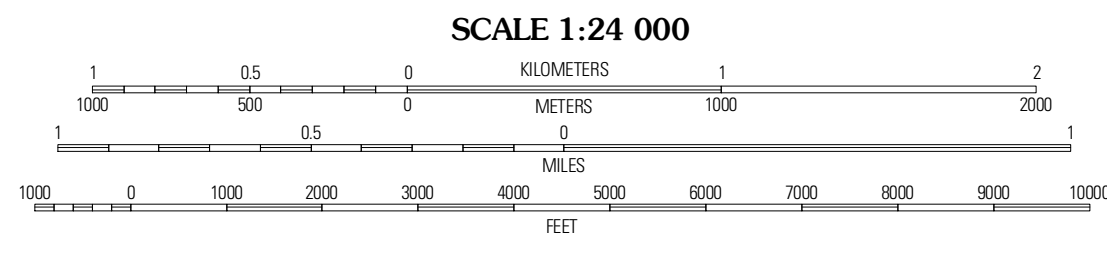 SCALE 1:24 000
1 0.5 0 KILOMETERS 1 2
1000 500 0 METERS 1000 2000
1 0.5 0 1
MILES
1000 0 1000 2000 3000 4000 5000 6000 7000 8000 9000 10000
FEET